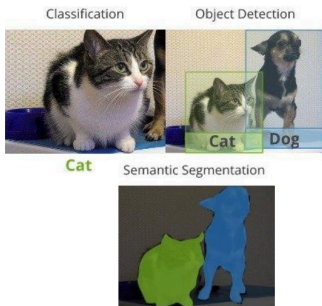 Classification
Object Detection
Cat
Dog
Cat
Semantic Segmentation